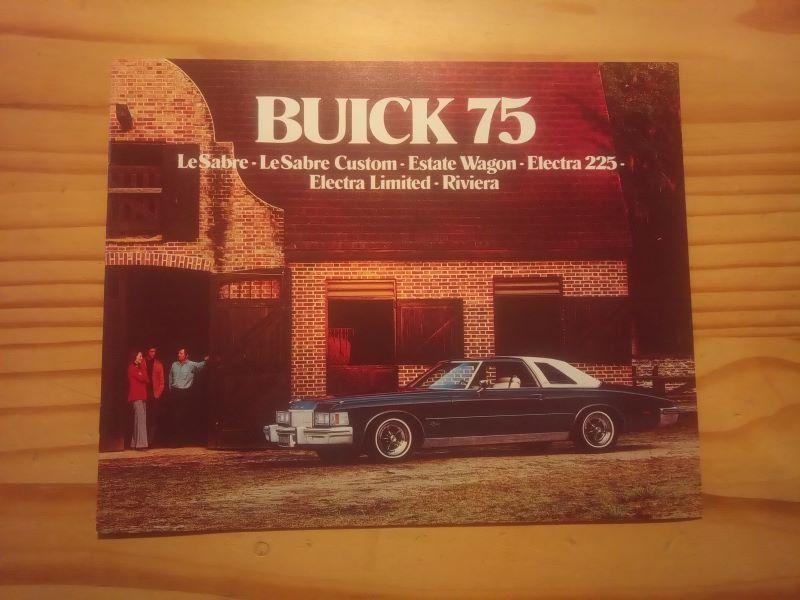 BUICK 75
LeSabre - LeSabre Custom - Estate Wagon - Electra 225 -
Electra Limited - Riviera